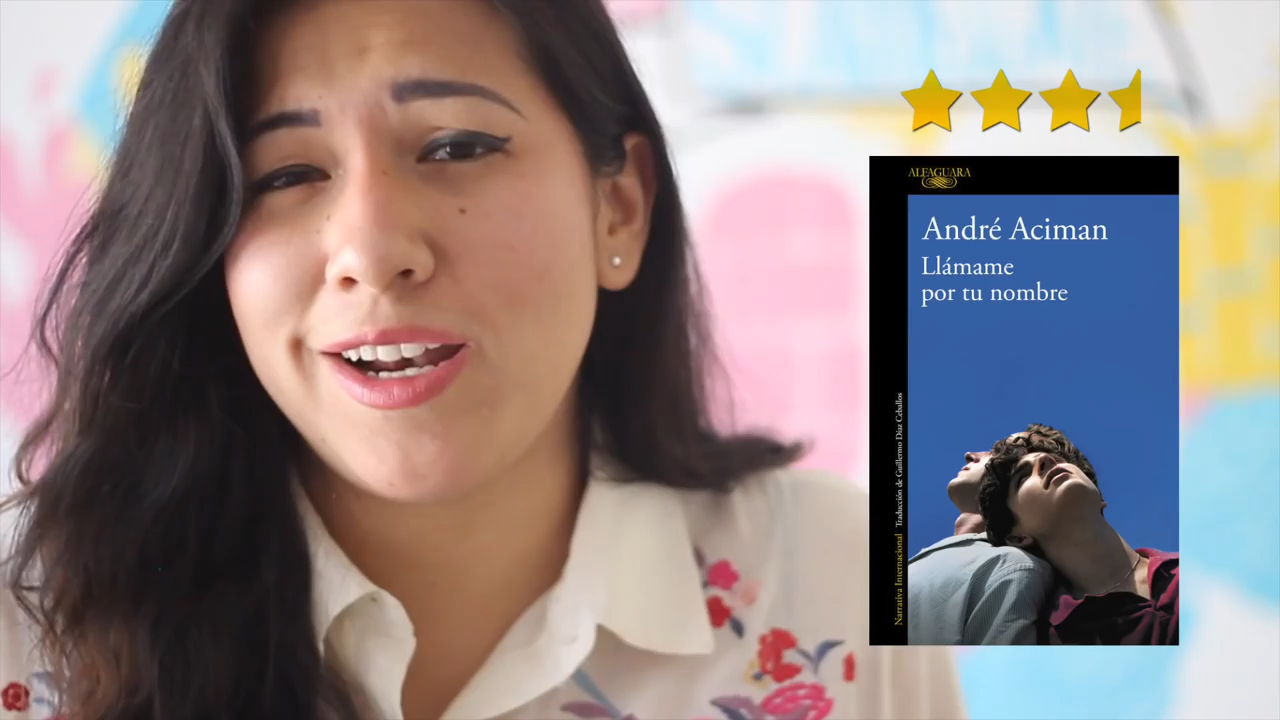 ALFAGUARA
André Aciman
Llámame
por tu nombre
Narrativa Internacional Traducción de Guillermo Díaz Ceballos